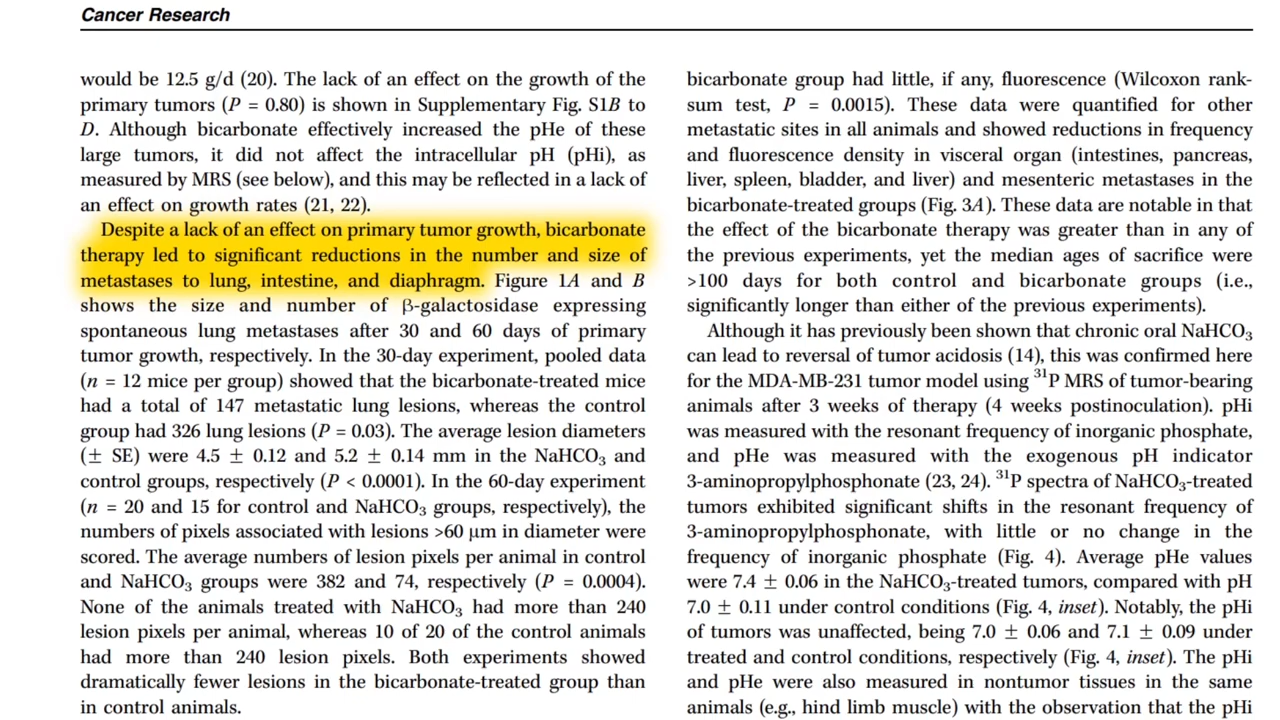 Cancer Research
would be 12.5 g/d (20). The lack of an effect on the growth of the
primary tumors (P = 0.80) is shown in Supplementary Fig. S1B to
D. Although bicarbonate effectively increased the pHe of these
large tumors, it did not affect the intracellular pH (pHi), as
measured by MRS (see below), and this may be reflected in a lack of
an effect on growth rates (21, 22).
Despite a lack of an effect on primary tumor growth, bicarbonate
therapy led to significant reductions in the number and size of
metastases to lung, intestine, and diaphragm. Figure 1A and B
shows the size and number of β-galactosidase expressing
spontaneous lung metastases after 30 and 60 days of primary
tumor growth, respectively. In the 30-day experiment, pooled data
(n = 12 mice per group) showed that the bicarbonate-treated mice
had a total of 147 metastatic lung lesions, whereas the control
group had 326 lung lesions (P = 0.03). The average lesion diameters
(± SE) were 4.5 ± 0.12 and 5.2 ± 0.14 mm in the NaHCO₃ and
control groups, respectively (P < 0.0001). In the 60-day experiment
(n = 20 and 15 for control and NaHCO₃ groups, respectively), the
numbers of pixels associated with lesions >60 μm in diameter were
scored. The average numbers of lesion pixels per animal in control
and NaHCO₃ groups were 382 and 74, respectively (P = 0.0004).
None of the animals treated with NaHCO₃ had more than 240
lesion pixels per animal, whereas 10 of 20 of the control animals
had more than 240 lesion pixels. Both experiments showed
dramatically fewer lesions in the bicarbonate-treated group than
in control animals.
bicarbonate group had little, if any, fluorescence (Wilcoxon rank-
sum test, P = 0.0015). These data were quantified for other
metastatic sites in all animals and showed reductions in frequency
and fluorescence density in visceral organ (intestines, pancreas,
liver, spleen, bladder, and liver) and mesenteric metastases in the
bicarbonate-treated groups (Fig. 3A). These data are notable in that
the effect of the bicarbonate therapy was greater than in any of
the previous experiments, yet the median ages of sacrifice were
>100 days for both control and bicarbonate groups (i.e.,
significantly longer than either of the previous experiments).
Although it has previously been shown that chronic oral NaHCO₃
can lead to reversal of tumor acidosis (14), this was confirmed here
for the MDA-MB-231 tumor model using ³¹P MRS of tumor-bearing
animals after 3 weeks of therapy (4 weeks postinoculation). pHi
was measured with the resonant frequency of inorganic phosphate,
and pHe was measured with the exogenous pH indicator
3-aminopropylphosphonate (23, 24). ³¹P spectra of NaHCO₃-treated
tumors exhibited significant shifts in the resonant frequency of
3-aminopropylphosphonate, with little or no change in the
frequency of inorganic phosphate (Fig. 4). Average pHe values
were 7.4 ± 0.06 in the NaHCO₃-treated tumors, compared with pH
7.0 ± 0.11 under control conditions (Fig. 4, inset). Notably, the pHi
of tumors was unaffected, being 7.0 ± 0.06 and 7.1 ± 0.09 under
treated and control conditions, respectively (Fig. 4, inset). The pHi
and pHe were also measured in nontumor tissues in the same
animals (e.g., hind limb muscle) with the observation that the pHi